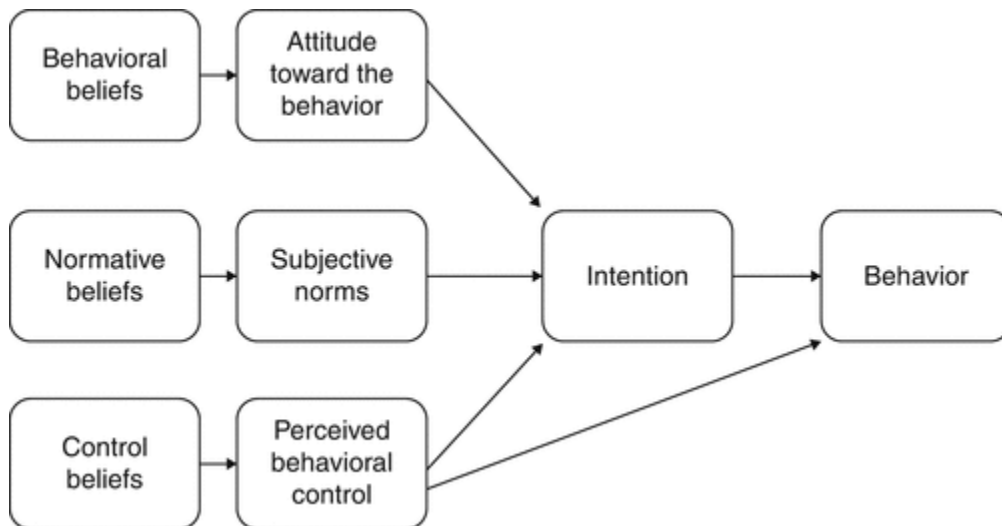 Behavioral
beliefs
Attitude
toward the
behavior
Normative
beliefs
Subjective
norms
Intention
Behavior
Control
beliefs
Perceived
behavioral
control